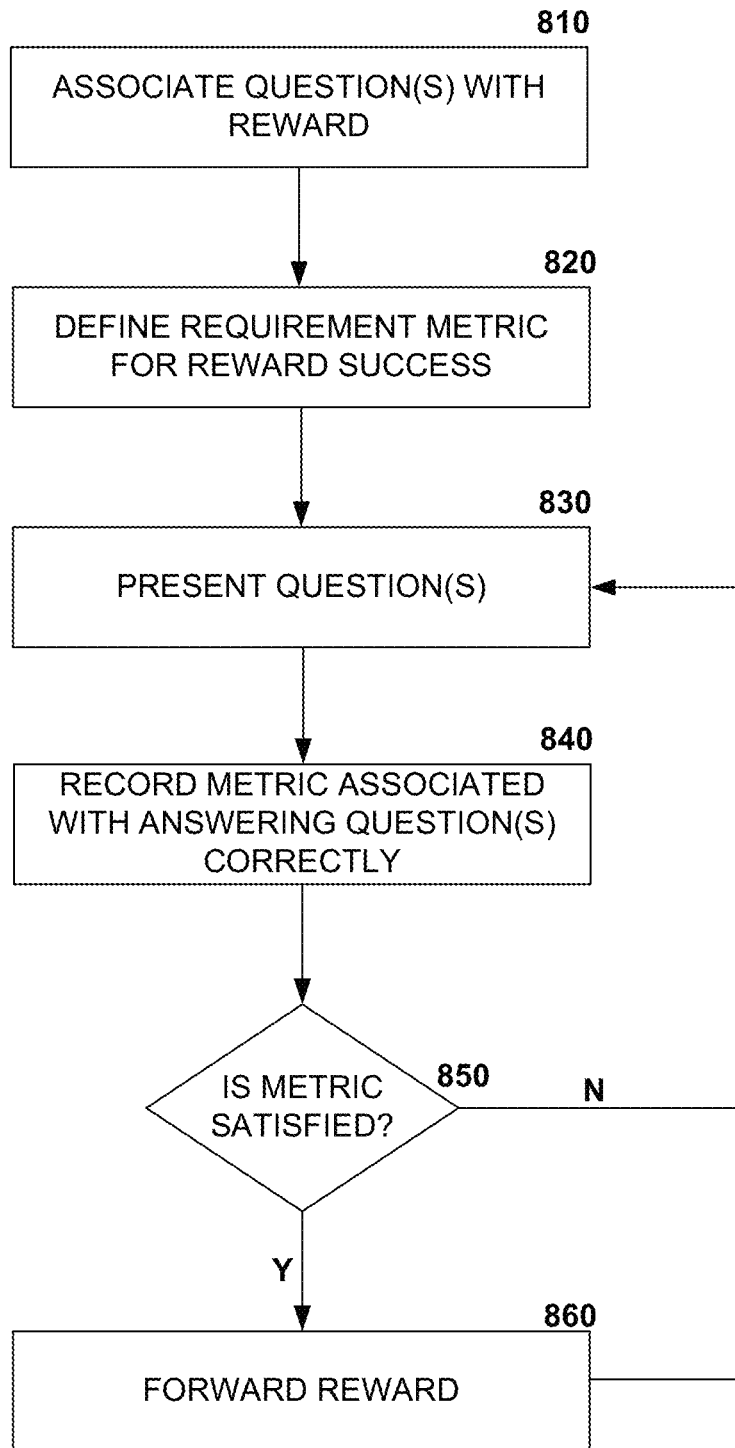 810
ASSOCIATE QUESTION(S) WITH
REWARD
820
DEFINE REQUIREMENT METRIC
FOR REWARD SUCCESS
830
PRESENT QUESTION(S)
840
RECORD METRIC ASSOCIATED
WITH ANSWERING QUESTION(S)
CORRECTLY
850
IS METRIC
SATISFIED?
N
Y
860
FORWARD REWARD